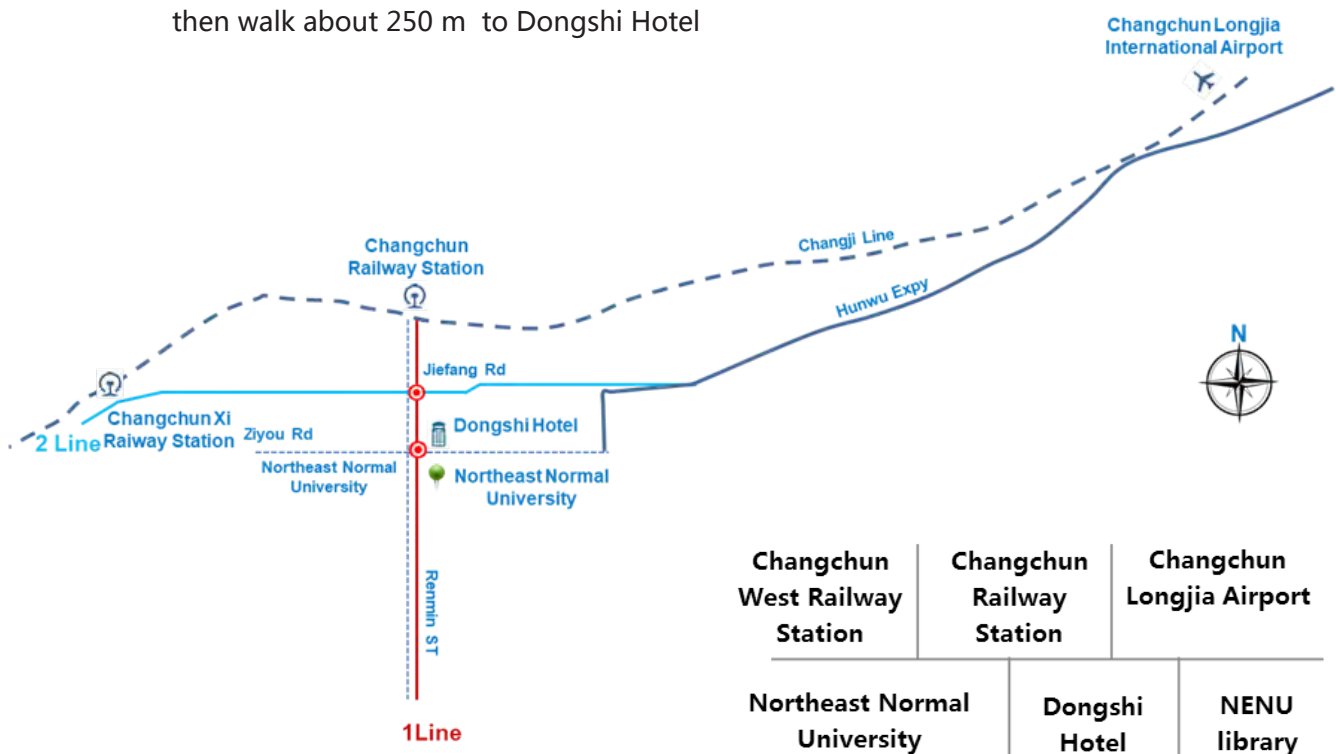 then walk about 250 m to Dongshi Hotel
Changchun Longjia
International Airport
Changji Line
Hunwu Expy
Changchun
Railway Station
N
Jiefang Rd
Changchun Xi
Raiway Station
2 Line
Ziyou Rd
Dongshi Hotel
Northeast Normal
University
Northeast Normal
University
Renmin ST
1Line
Changchun
West Railway
Station
Changchun
Railway
Station
Changchun
Longjia Airport
Northeast Normal
University
Dongshi
Hotel
NENU
library